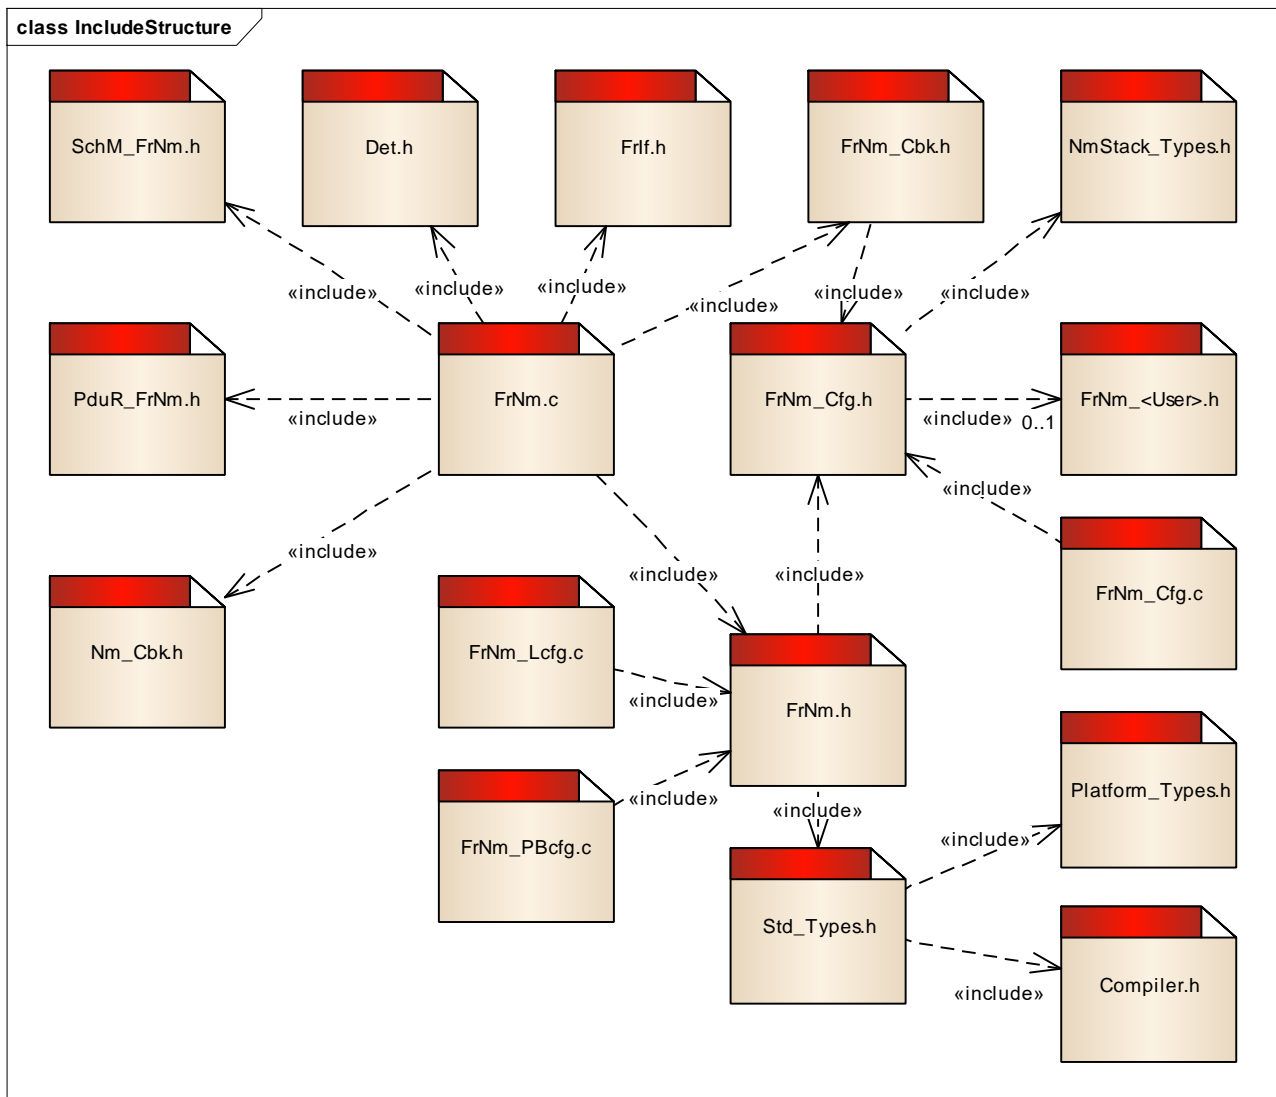 class IncludeStructure
SchM_FrNm.h
Det.h
FrIf.h
FrNm_Cbk.h
NmStack_Types.h
«include»
«include»
«include»
«include»
«include»
«include»
PduR_FrNm.h
FrNm.c
FrNm_Cfg.h
FrNm_<User>.h
«include»
«include»
0..1
«include»
«include»
«include»
«include»
Nm_Cbk.h
FrNm_Lcfg.c
FrNm_Cfg.c
«include»
FrNm.h
«include»
«include»
Platform_Types.h
FrNm_PBcfg.c
«include»
Std_Types.h
«include»
Compiler.h